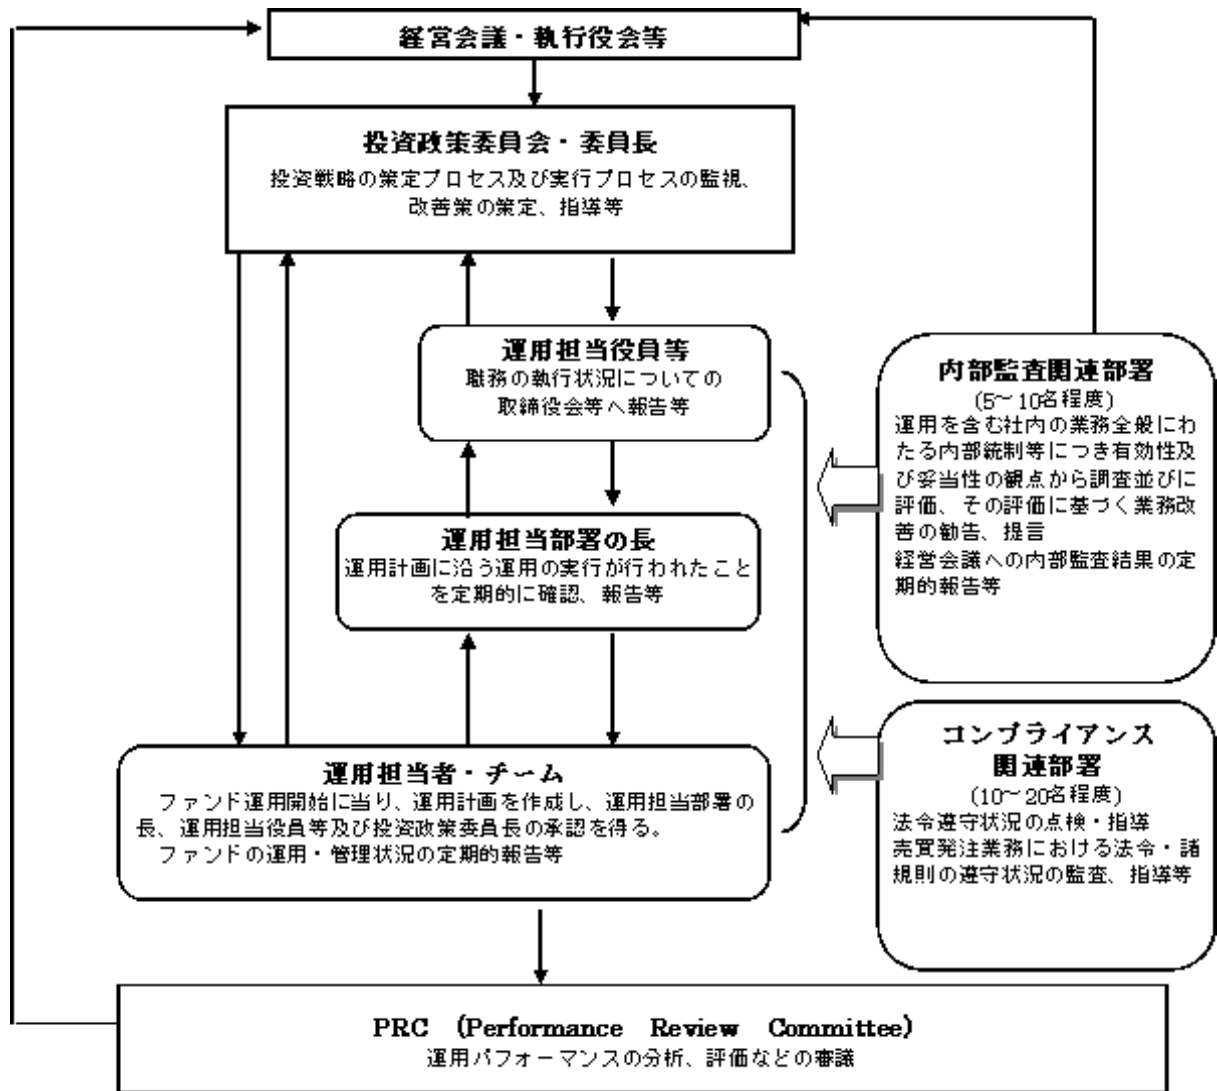 経営会議・執行役会等
投資政策委員会・委員長
投資戦略の策定プロセス及び実行プロセスの監視、
改善策の策定、指導等
運用担当役員等
職務の執行状況についての
取締役会等へ報告等
運用担当部署の長
運用計画に沿う運用の実行が行われたこと
を定期的に確認、報告等
運用担当者・チーム
ファンド運用開始に当り、運用計画を作成し、運用担当部署の
長、運用担当役員等及び投資政策委員長の承認を得る。
ファンドの運用・管理状況の定期的報告等
内部監査関連部署
(5~10名程度)
運用を含む社内の業務全般にわ
たる内部統制等につき有効性及
び妥当性の観点から調査並びに
評価、その評価に基づく業務改
善の勧告、提言
経営会議への内部監査結果の定
期的報告等
コンプライアンス
関連部署
(10~20名程度)
法令遵守状況の点検・指導
売買発注業務における法令・諸
規則の遵守状況の監査、指導等
PRC (Performance Review Committee)
運用パフォーマンスの分析、評価などの審議